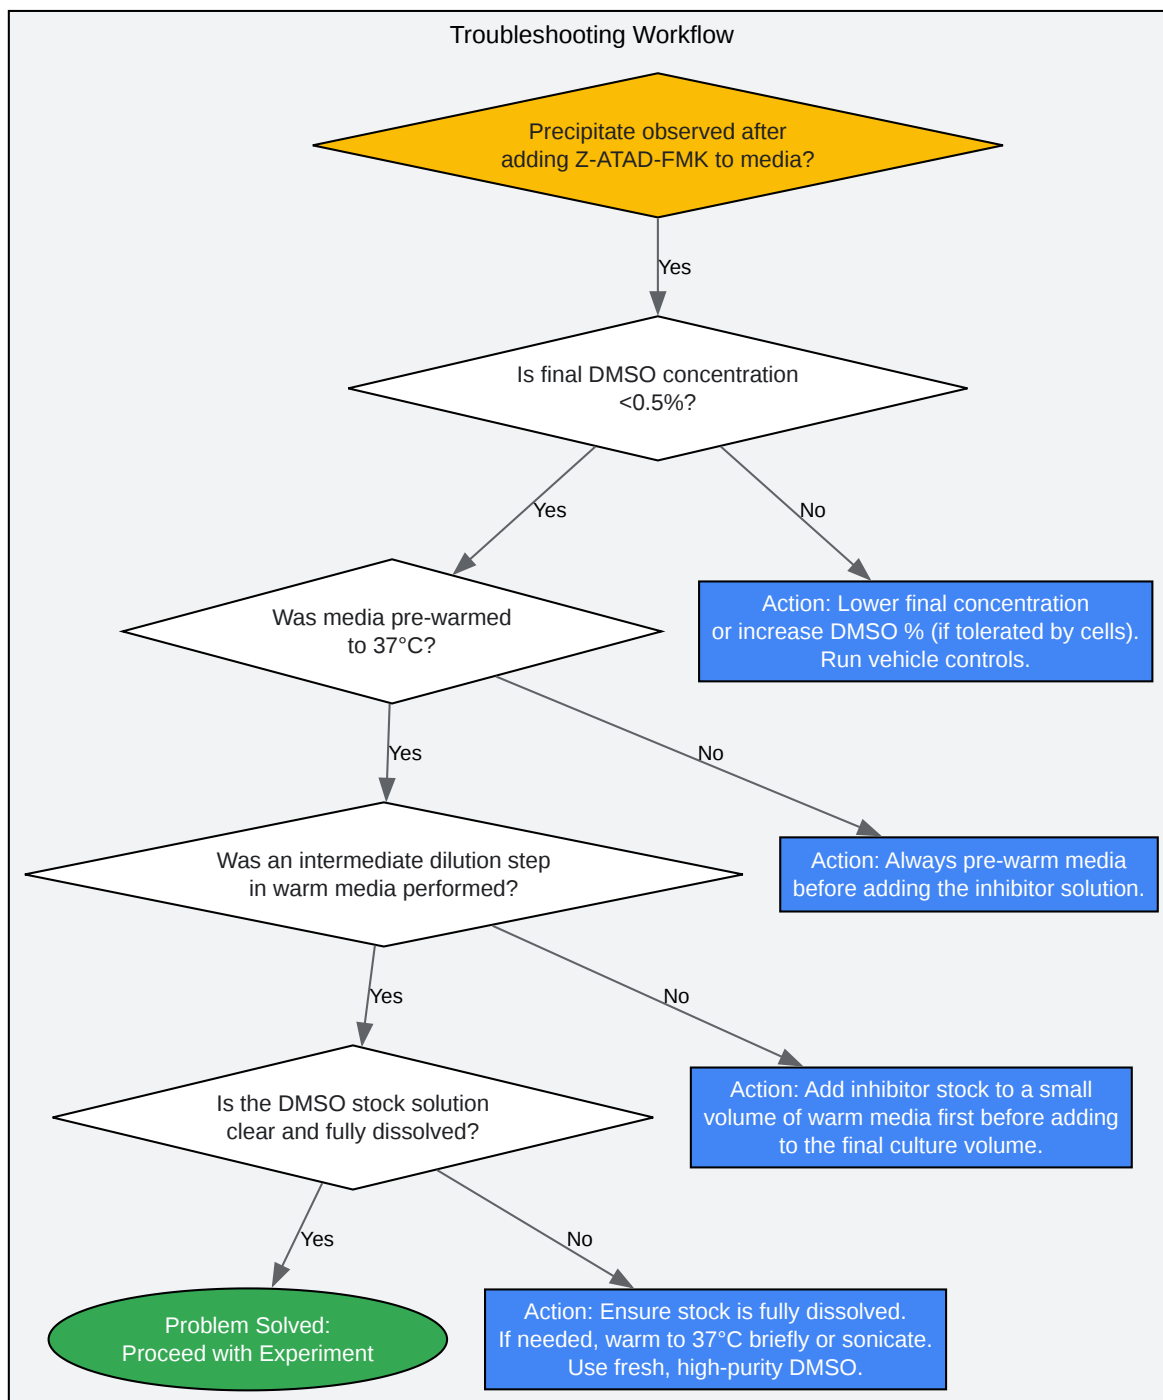 Troubleshooting Workflow
Precipitate observed after
adding Z-ATAD-FMK to media?
Yes
Is final DMSO concentration
<0.5%?
Yes
No
Was media pre-warmed
to 37°C?
Action: Lower final concentration
or increase DMSO % (if tolerated by cells).
Run vehicle controls.
Yes
No
Was an intermediate dilution step
in warm media performed?
Action: Always pre-warm media
before adding the inhibitor solution.
Yes
No
Is the DMSO stock solution
clear and fully dissolved?
Action: Add inhibitor stock to a small
volume of warm media first before adding
to the final culture volume.
Yes
No
Problem Solved:
Proceed with Experiment
Action: Ensure stock is fully dissolved.
If needed, warm to 37°C briefly or sonicate.
Use fresh, high-purity DMSO.